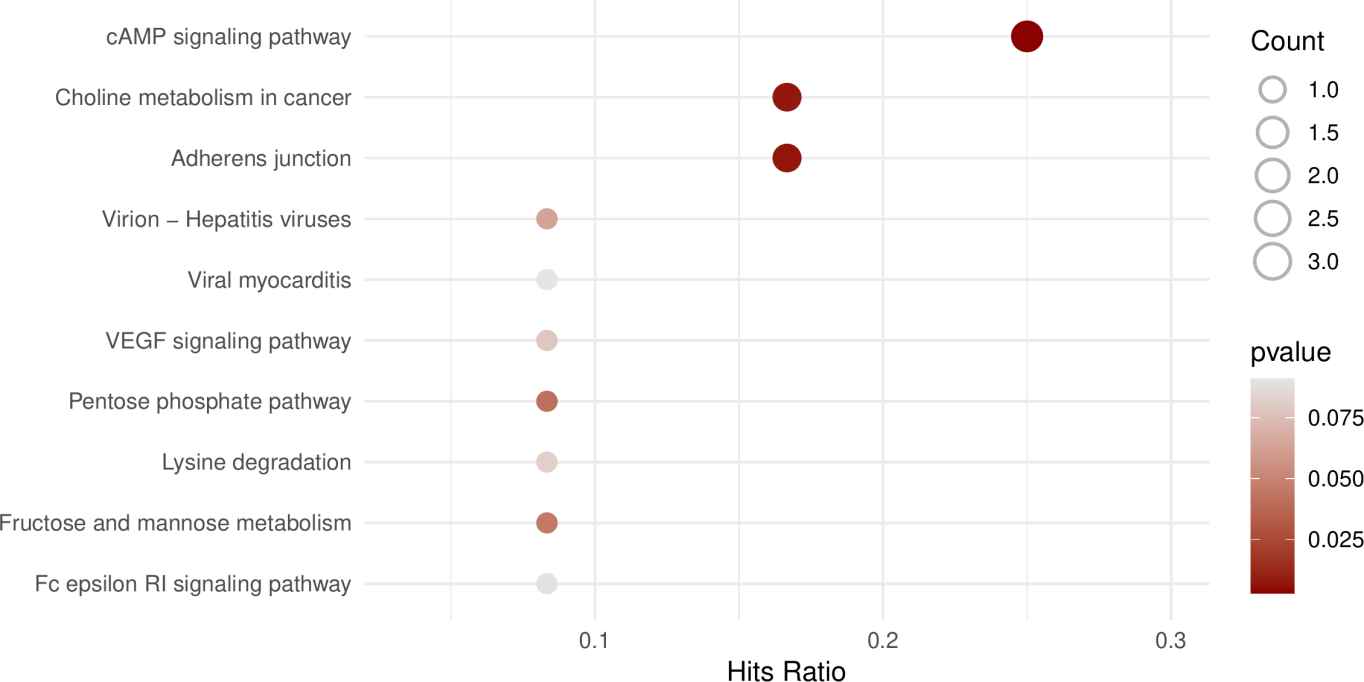 cAMP signaling pathway
Choline metabolism in cancer
Adherens junction
Virion − Hepatitis viruses
Viral myocarditis
VEGF signaling pathway
Pentose phosphate pathway
Lysine degradation
Fructose and mannose metabolism
Fc epsilon RI signaling pathway
0.1
0.2
0.3
Hits Ratio
Count
1.0
1.5
2.0
2.5
3.0
pvalue
0.075
0.050
0.025